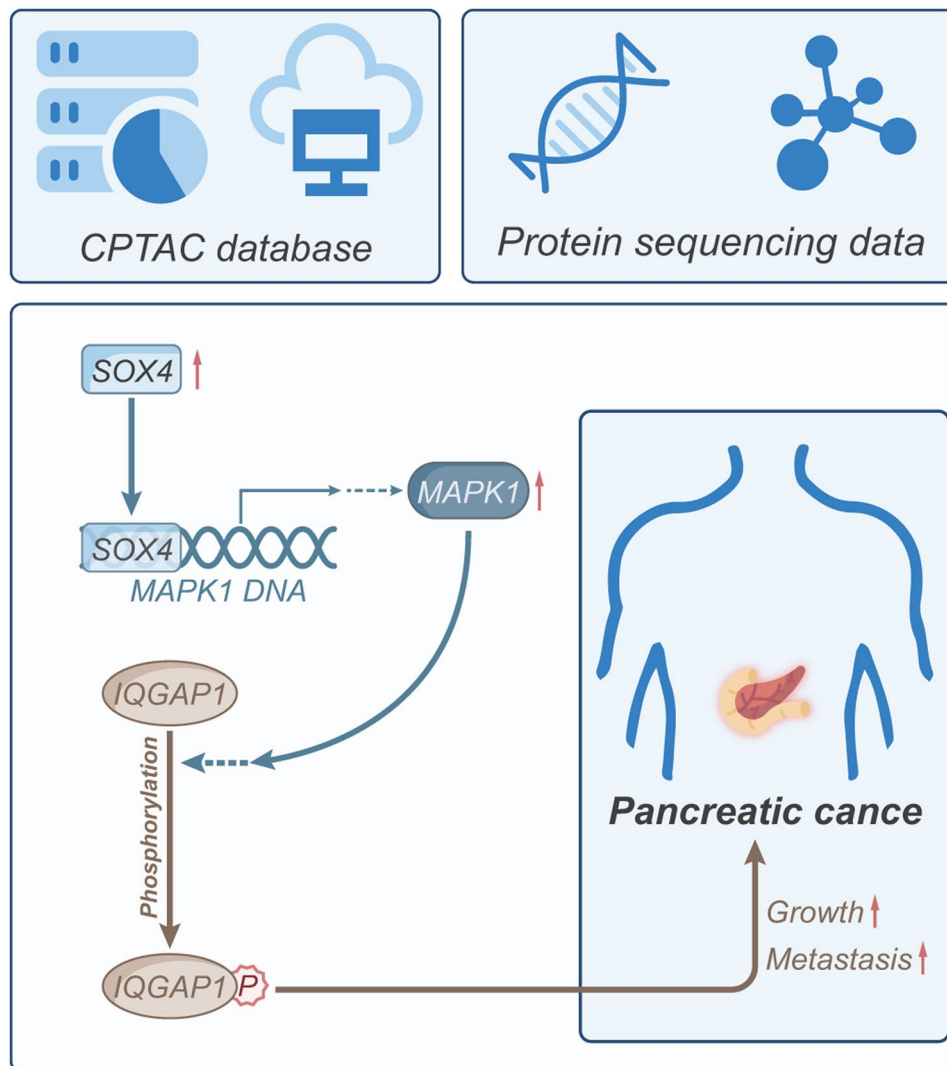 CPTAC database
Protein sequencing data
SOX4
SOX4
MAPK1 DNA
MAPK1
IQGAP1
Phosphorylation
IQGAP1
P
Pancreatic cance
Growth
Metastasis